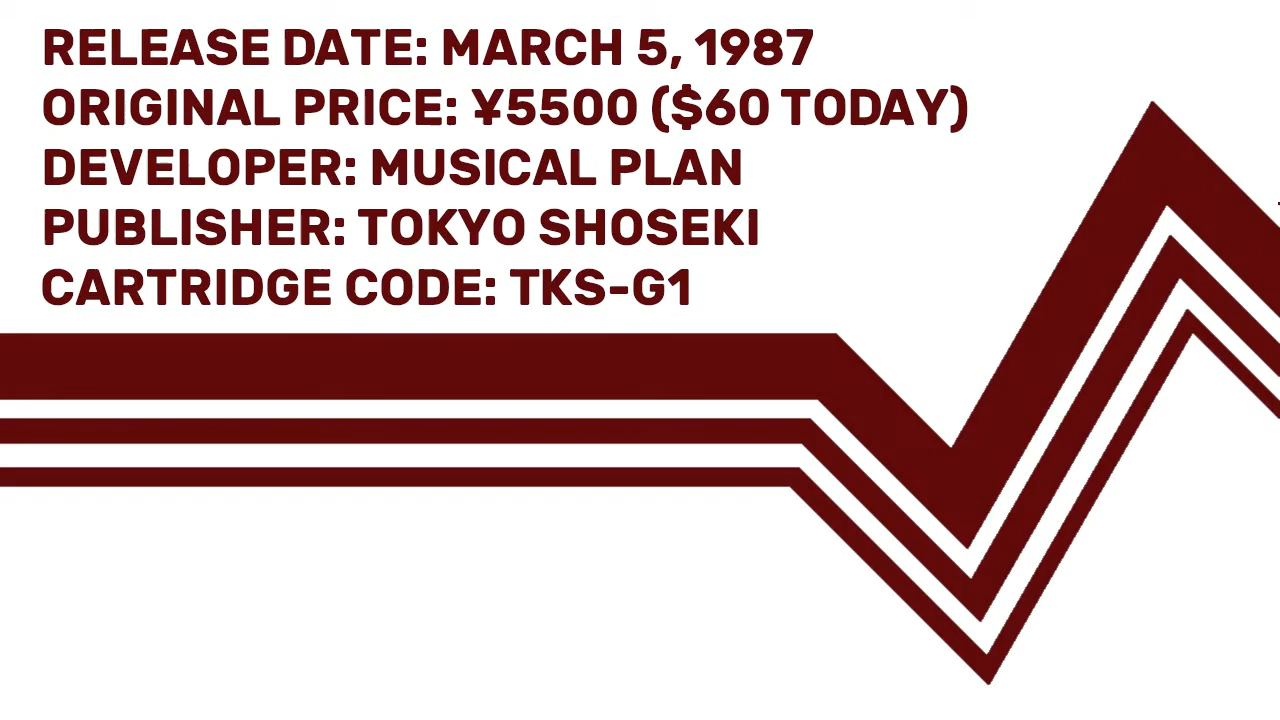 RELEASE DATE: MARCH 5, 1987
ORIGINAL PRICE: ¥5500 ($60 TODAY)
DEVELOPER: MUSICAL PLAN
PUBLISHER: TOKYO SHOSEKI
CARTRIDGE CODE: TKS-G1